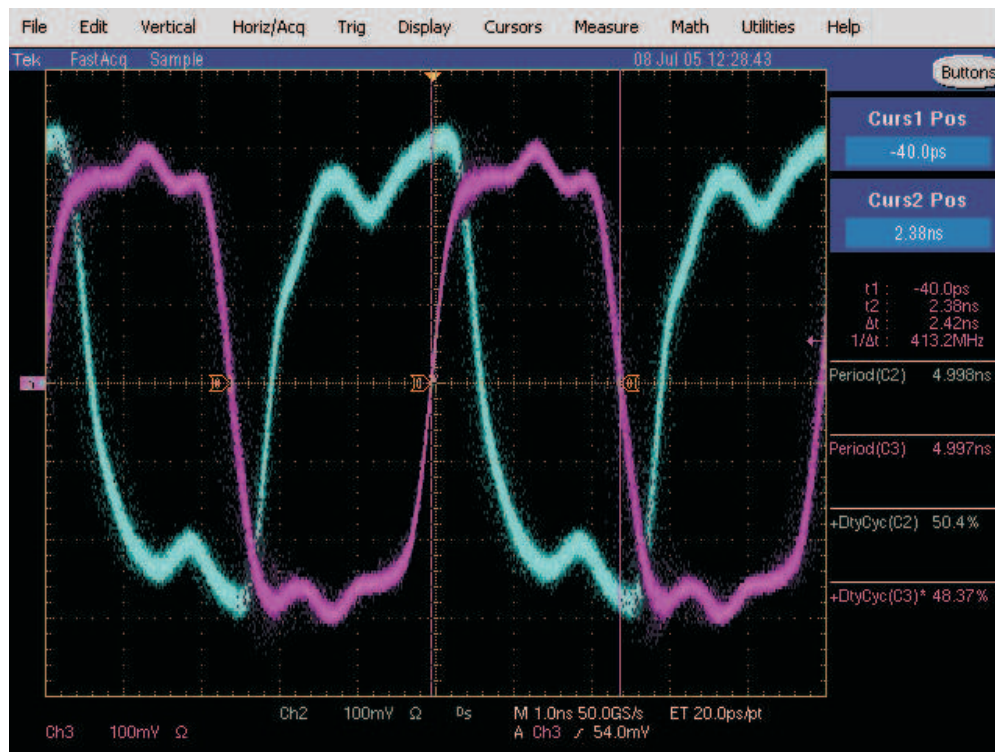 File Edit Vertical Horiz/Acq Trig Display Cursors Measure Math Utilities Help
Tek FastAcq Sample 08 Jul 05 12:28:43
Buttons
Curs1 Pos
-40.0ps
Curs2 Pos
2.38ns
t1 : -40.0ps
t2 : 2.38ns
Δt : 2.42ns
1/Δt : 413.2MHz
Period(C2) 4.998ns
Period(C3) 4.997ns
+DtyCyc(C2) 50.4%
+DtyCyc(C3)* 48.37%
Ch2 100mV Ω M 1.0ns 50.0GS/s ET 20.0ps/pt
Ch3 100mV Ω A Ch3 54.0mV